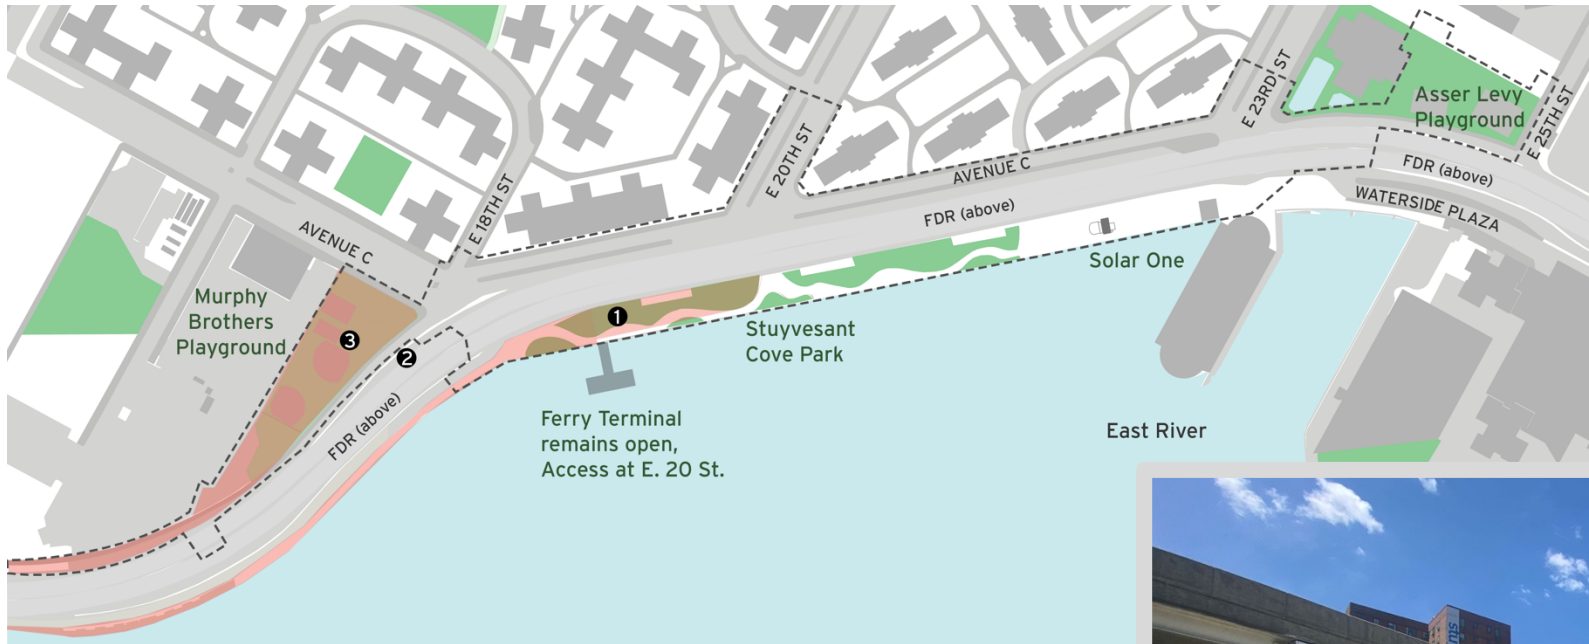 E 23RD ST
Asser Levy
Playground
E 25TH ST
E 20TH ST
AVENUE C
FDR (above)
FDR (above)
WATERSIDE PLAZA
E 18TH ST
AVENUE C
Solar One
Murphy
Brothers
Playground
3
2
1
Stuyvesant
Cove Park
FDR (above)
Ferry Terminal
remains open,
Access at E. 20 St.
East River